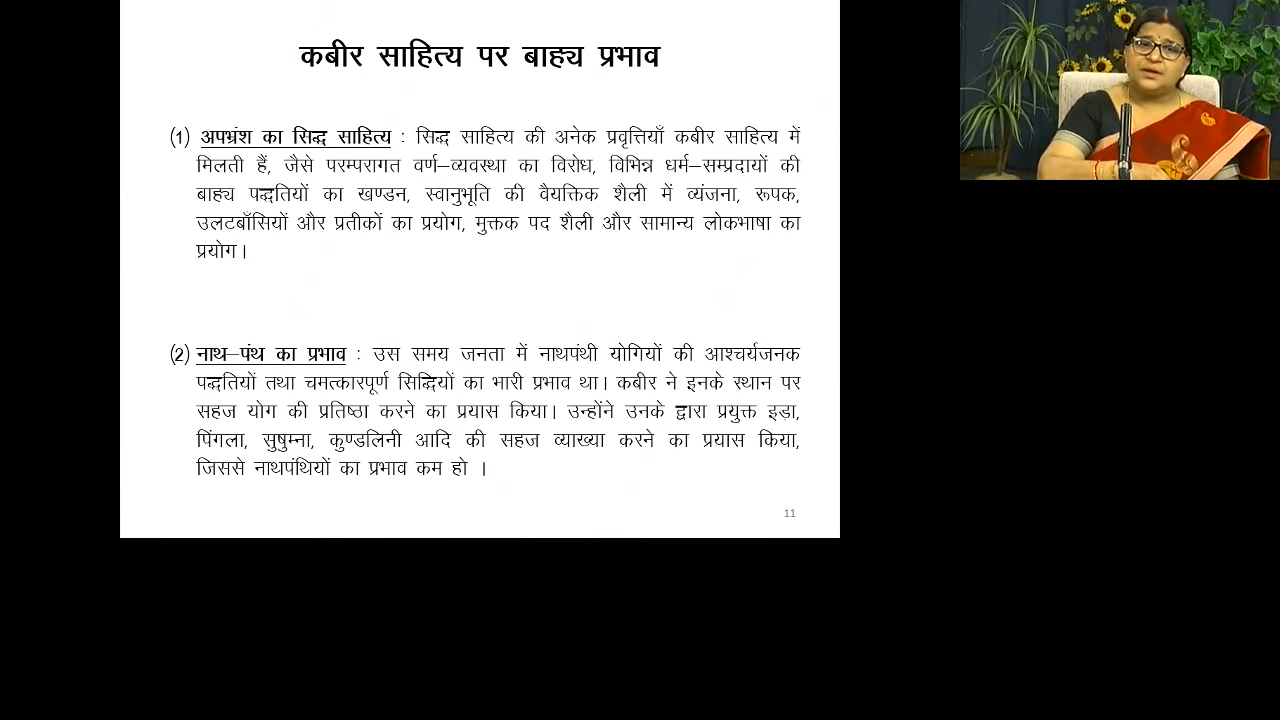 कबीर साहित्य पर बाह्य प्रभाव
(1) अपभ्रंश का सिद्ध साहित्य : सिद्ध साहित्य की अनेक प्रवृत्तियाँ कबीर साहित्य में
मिलती हैं, जैसे परम्परागत वर्ण–व्यवस्था का विरोध, विभिन्न धर्म–सम्प्रदायों की
बाह्य पद्धतियों का खण्डन, स्वानुभूति की वैयक्तिक शैली में व्यंजना, रूपक,
उलटबाँसियों और प्रतीकों का प्रयोग, मुक्तक पद शैली और सामान्य लोकभाषा का
प्रयोग।
(2) नाथ–पंथ का प्रभाव : उस समय जनता में नाथपंथी योगियों की आश्चर्यजनक
पद्धतियों तथा चमत्कारपूर्ण सिद्धियों का भारी प्रभाव था। कबीर ने इनके स्थान पर
सहज योग की प्रतिष्ठा करने का प्रयास किया। उन्होंने उनके द्वारा प्रयुक्त इड़ा,
पिंगला, सुषुम्ना, कुण्डलिनी आदि की सहज व्याख्या करने का प्रयास किया,
जिससे नाथपंथियों का प्रभाव कम हो ।
11